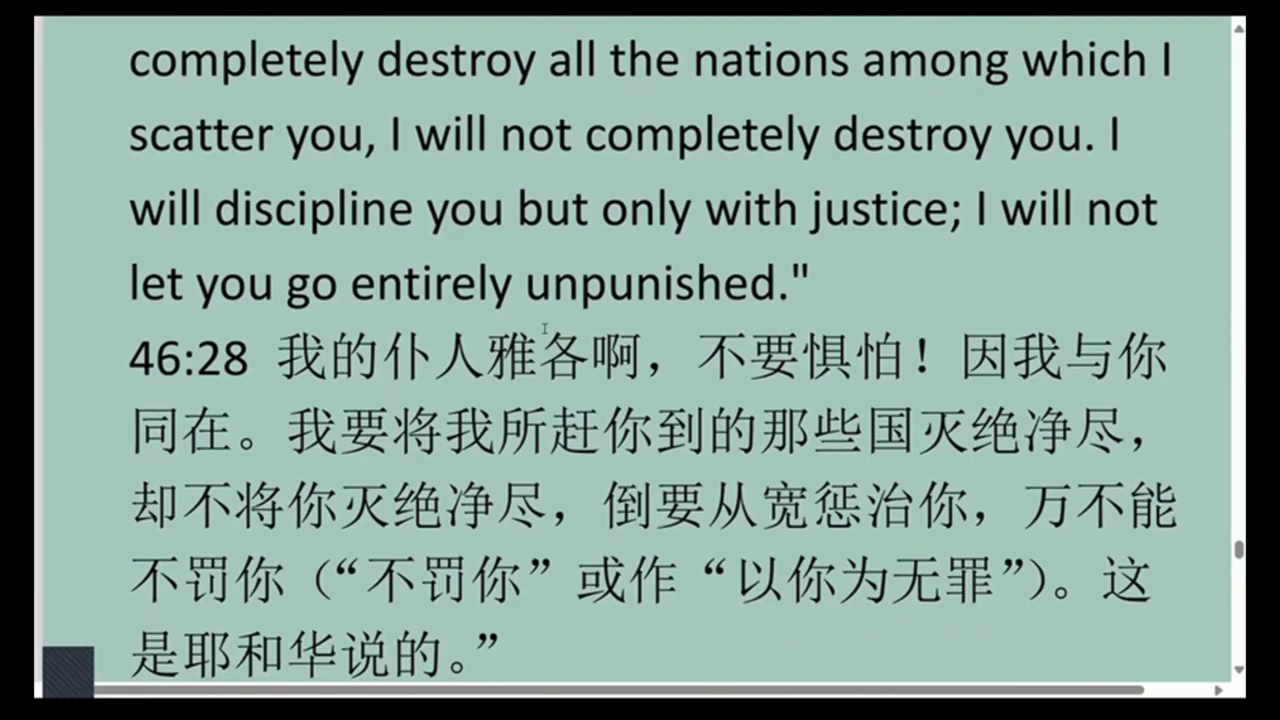 completely destroy all the nations among which I
scatter you, I will not completely destroy you. I
will discipline you but only with justice; I will not
let you go entirely unpunished."
46:28 我的仆人雅各啊，不要惧怕！因我与你
同在。我要将我所赶你到的那些国灭绝净尽，
却不将你灭绝净尽，倒要从宽惩治你，万不能
不罚你（“不罚你”或作“以你为无罪”）。这
是耶和华说的。”